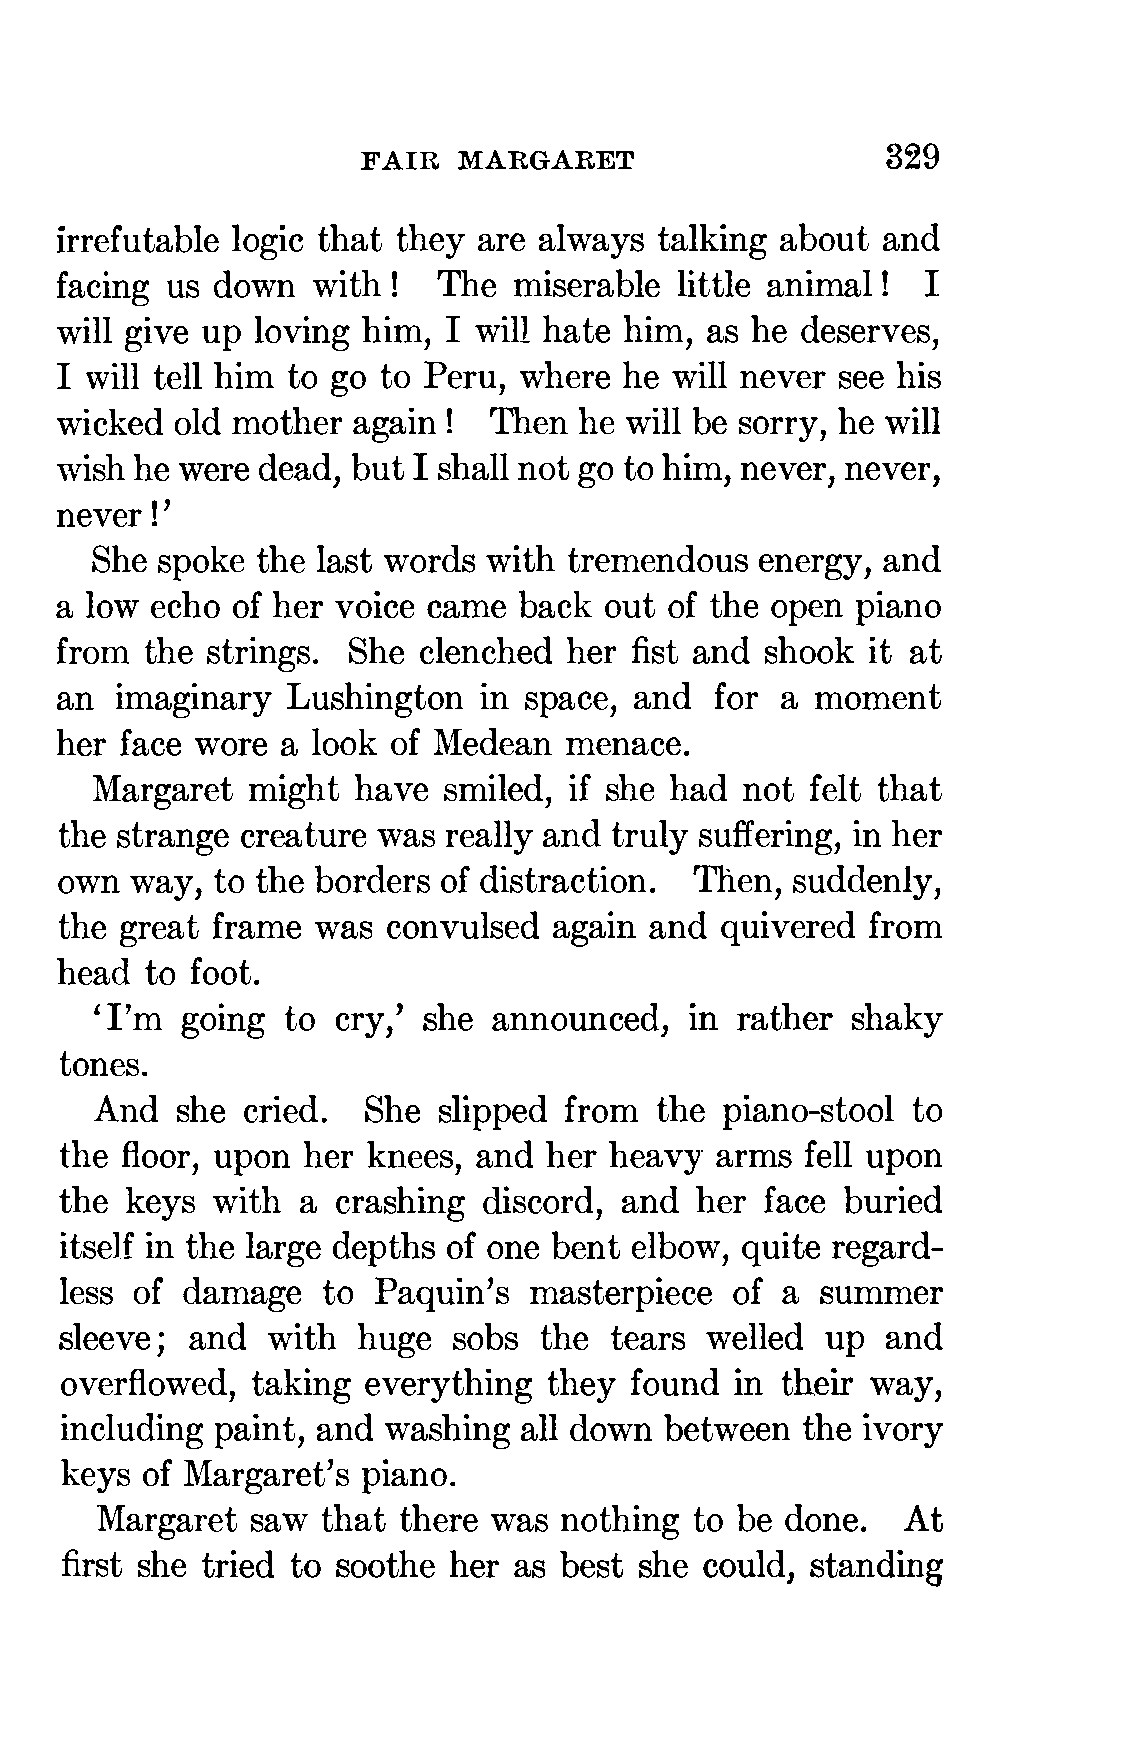 FAIR MARGARET 329
irrefutable logic that they are always talking about and
facing us down with! The miserable little animal! I
will give up loving him, I will hate him, as he deserves,
I will tell him to go to Peru, where he will never see his
wicked old mother again! Then he will be sorry, he will
wish he were dead, but I shall not go to him, never, never,
never!'
She spoke the last words with tremendous energy, and
a low echo of her voice came back out of the open piano
from the strings. She clenched her fist and shook it at
an imaginary Lushington in space, and for a moment
her face wore a look of Medean menace.
Margaret might have smiled, if she had not felt that
the strange creature was really and truly suffering, in her
own way, to the borders of distraction. Then, suddenly,
the great frame was convulsed again and quivered from
head to foot.
'I'm going to cry,' she announced, in rather shaky
tones.
And she cried. She slipped from the piano-stool to
the floor, upon her knees, and her heavy arms fell upon
the keys with a crashing discord, and her face buried
itself in the large depths of one bent elbow, quite regard-
less of damage to Paquin's masterpiece of a summer
sleeve; and with huge sobs the tears welled up and
overflowed, taking everything they found in their way,
including paint, and washing all down between the ivory
keys of Margaret's piano.
Margaret saw that there was nothing to be done. At
first she tried to soothe her as best she could, standing